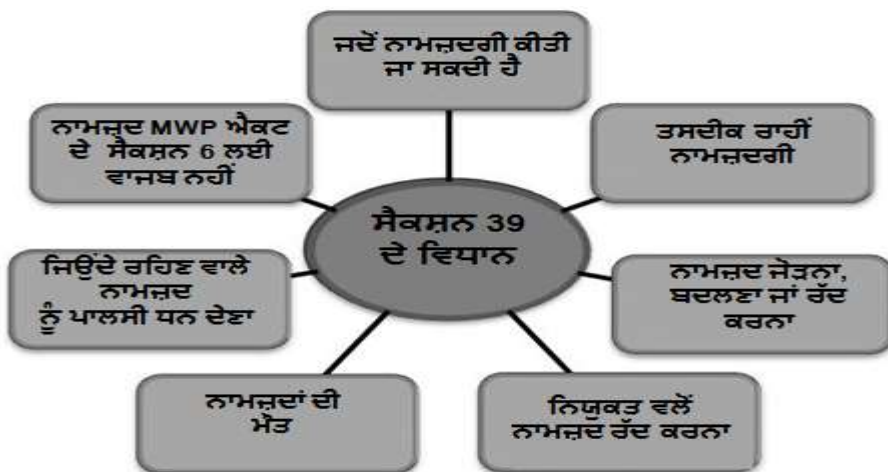 ਜਦੋਂ ਨਾਮਜ਼ਦਗੀ ਕੀਤੀ
ਜਾ ਸਕਦੀ ਹੈ
ਨਾਮਜ਼ਦ MWP ਐਕਟ
ਦੇ ਸੈਕਸ਼ਨ 6 ਲਈ
ਵਾਜਬ ਨਹੀਂ
ਤਸਦੀਕ ਰਾਹੀਂ
ਨਾਮਜ਼ਦਗੀ
ਸੈਕਸ਼ਨ 39
ਦੇ ਵਿਧਾਨ
ਜਿਉਂਦੇ ਰਹਿਣ ਵਾਲੇ
ਨਾਮਜ਼ਦ
ਨੂੰ ਪਾਲਸੀ ਧਨ ਦੇਣਾ
ਨਾਮਜ਼ਦ ਜੋੜਨਾ,
ਬਦਲਣਾ ਜਾਂ ਰੱਦ
ਕਰਨਾ
ਨਾਮਜ਼ਦਾਂ ਦੀ
ਮੌਤ
ਨਿਯੁਕਤ ਵਲੋਂ
ਨਾਮਜ਼ਦ ਰੱਦ ਕਰਨਾ